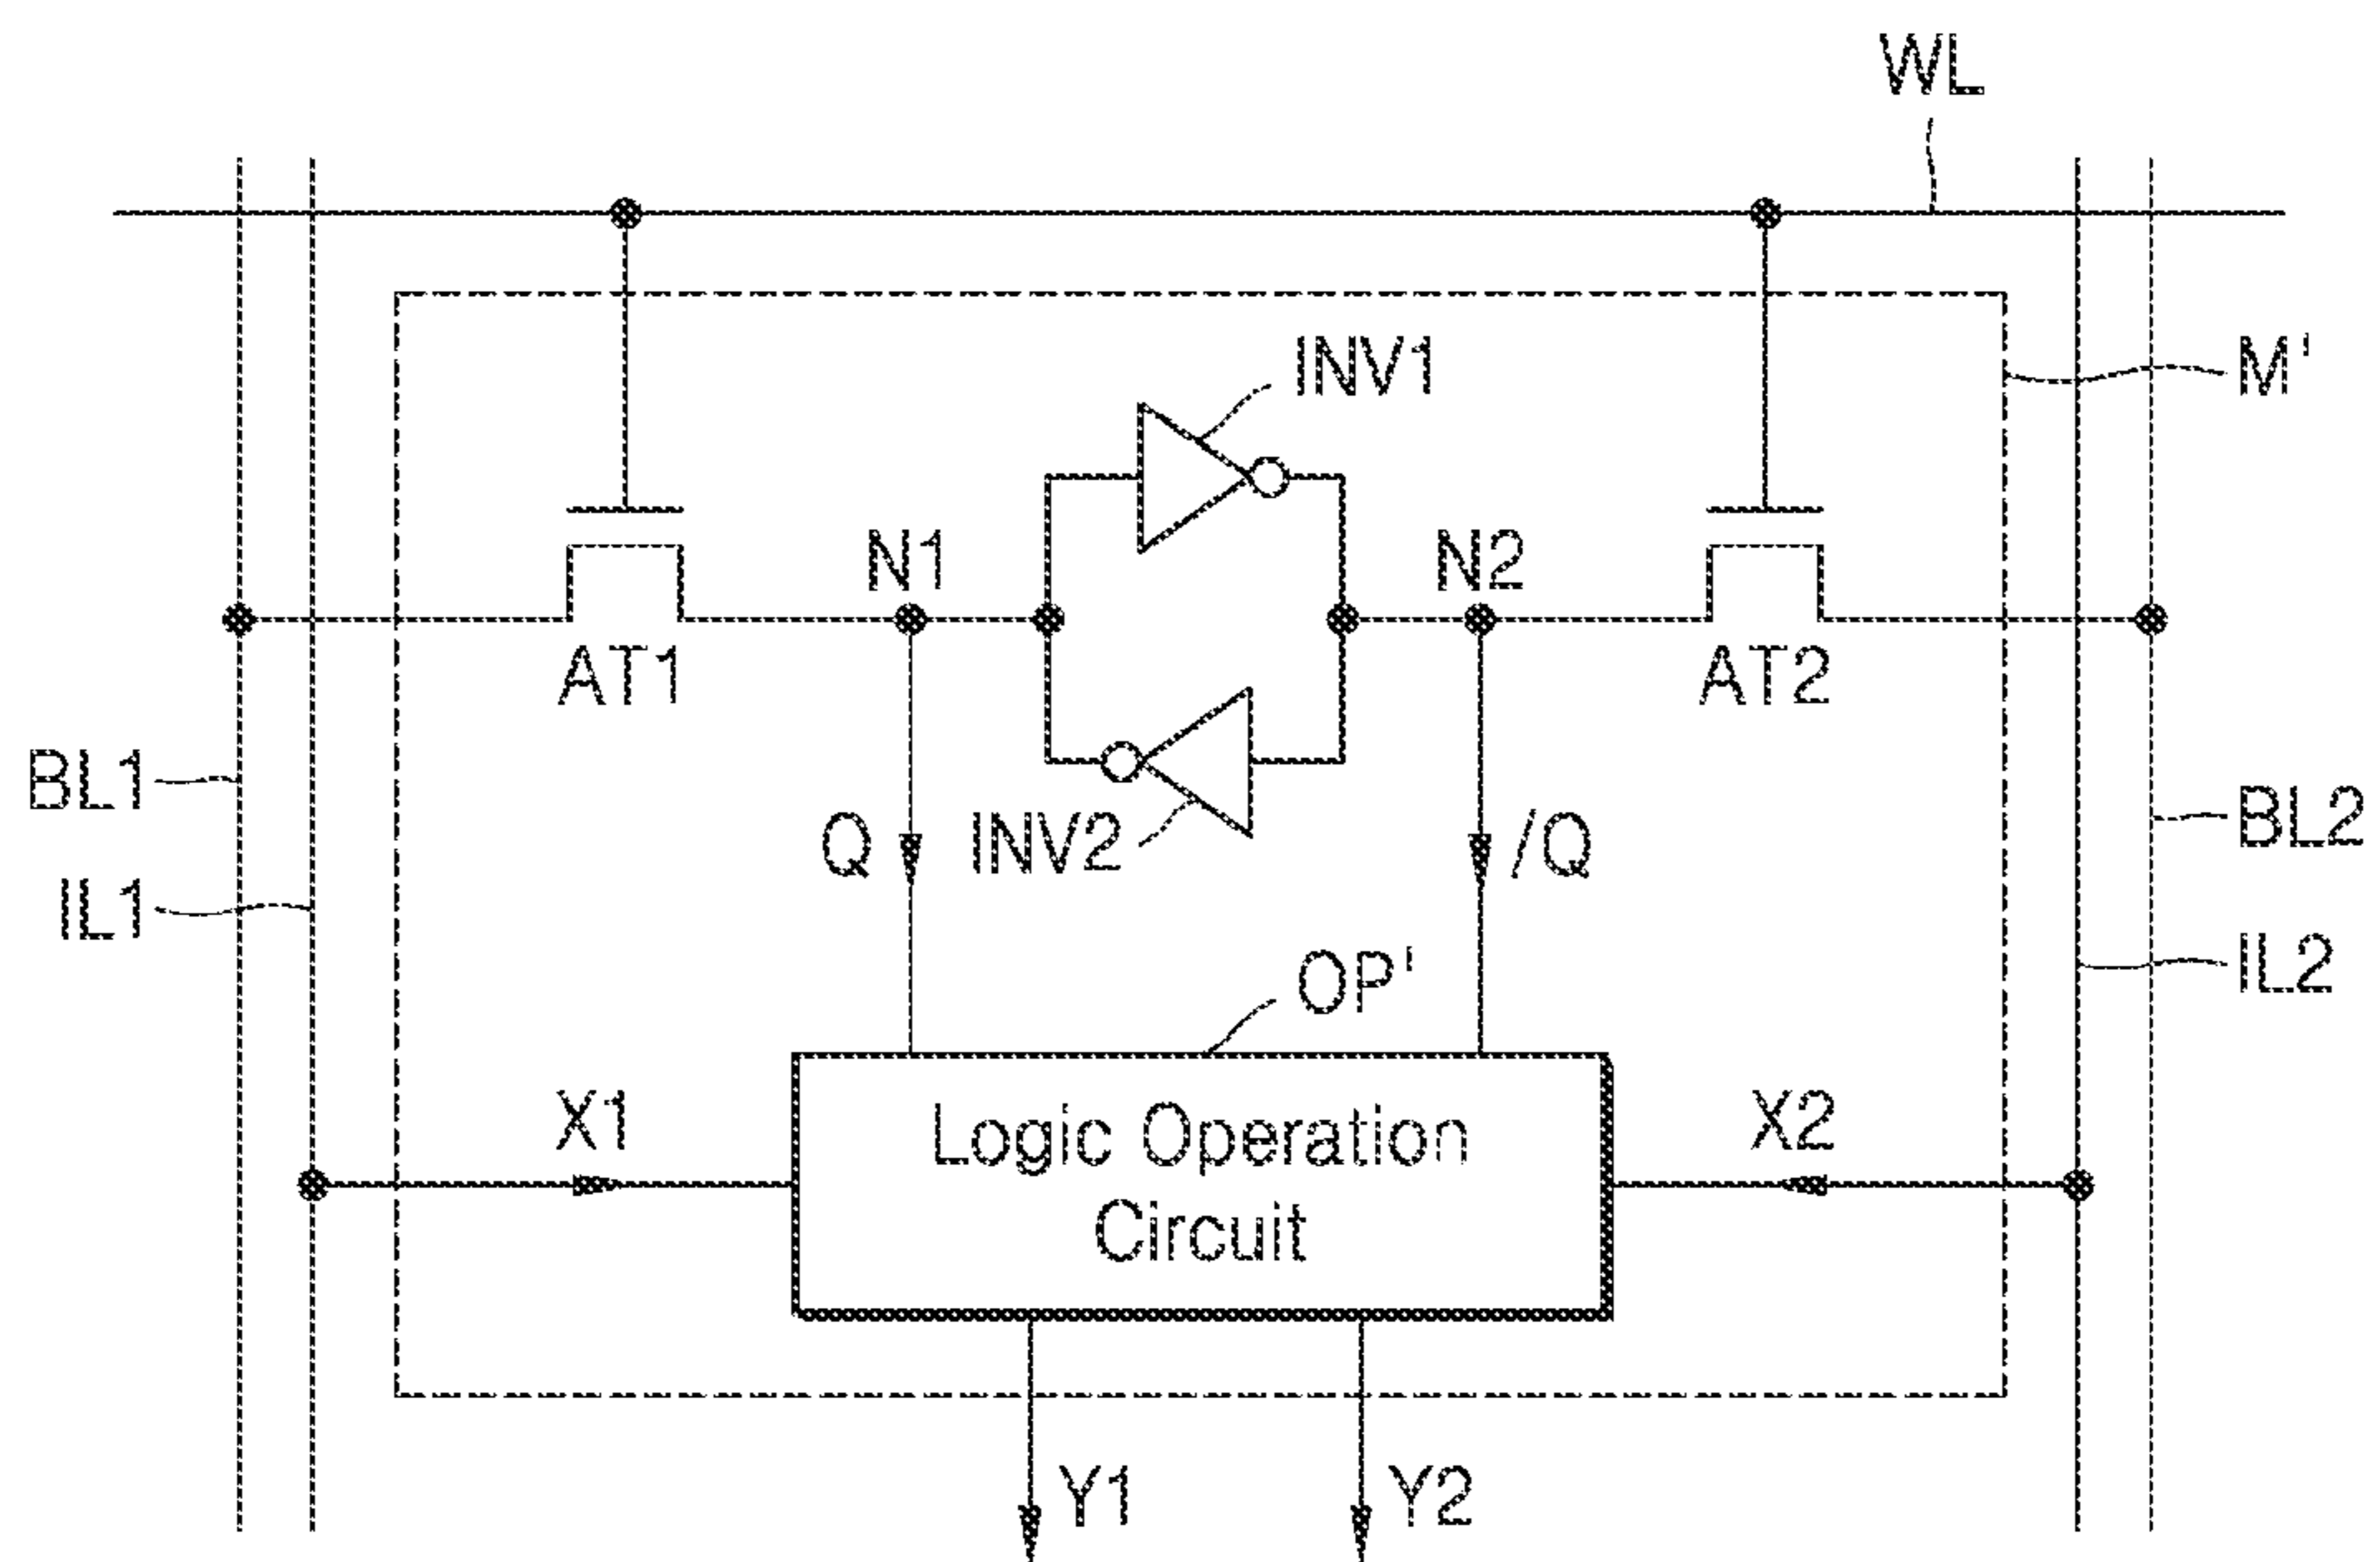 WL
INV1
M'
N1
N2
AT1
AT2
BL1
Q
INV2
/Q
BL2
IL1
OP'
IL2
X1
Logic Operation
Circuit
X2
Y1
Y2